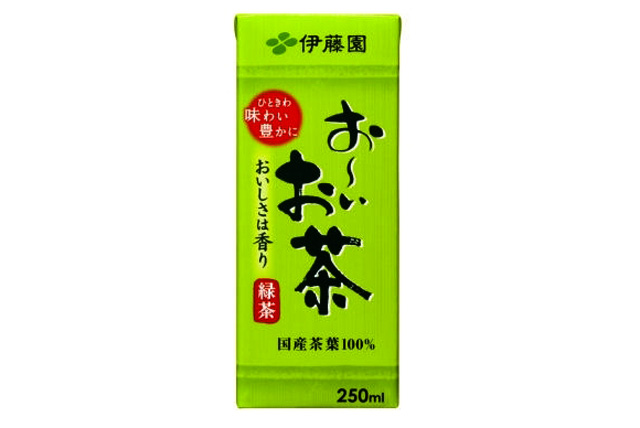 伊藤園
ひときわ
味わい
豊かに
お～い
お茶
おいしさは香り
緑茶
国産茶葉100%
250ml